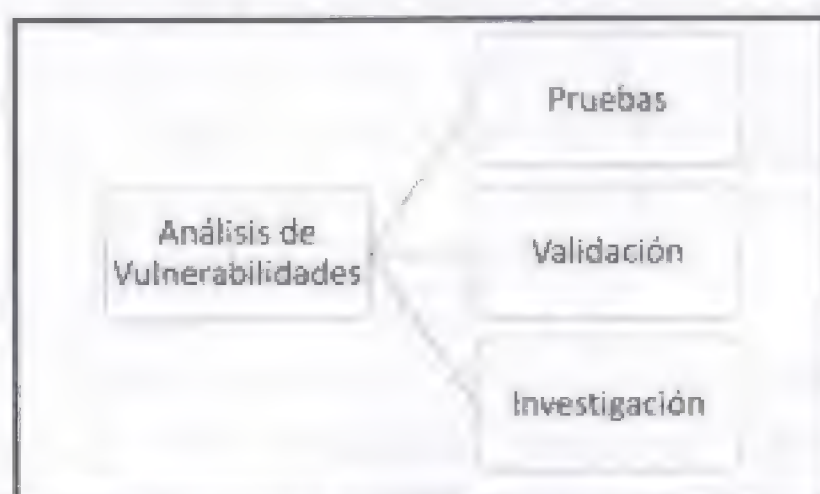 Análisis de
Vulnerabilidades
Pruebas
Validación
Investigación